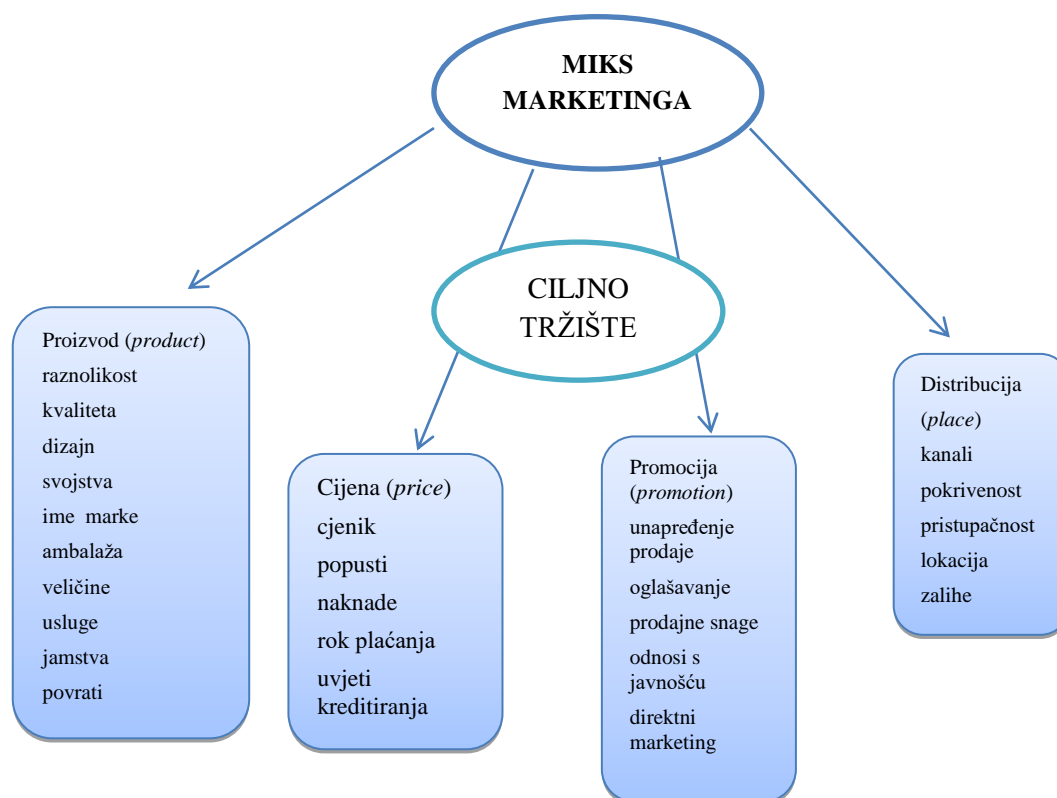 MIKS
MARKETINGA
CILJNO
TRŽIŠTE
Proizvod (product)
raznolikost
kvaliteta
dizajn
svojstva
ime marke
ambalaža
veličine
usluge
jamstva
povrati
Cijena (price)
cjenik
popusti
naknade
rok plaćanja
uvjeti
kreditiranja
Promocija
(promotion)
unapređenje
prodaje
oglašavanje
prodajne snage
odnosi s
javnošću
direktni
marketing
Distribucija
(place)
kanali
pokrivenost
pristupačnost
lokacija
zalihe